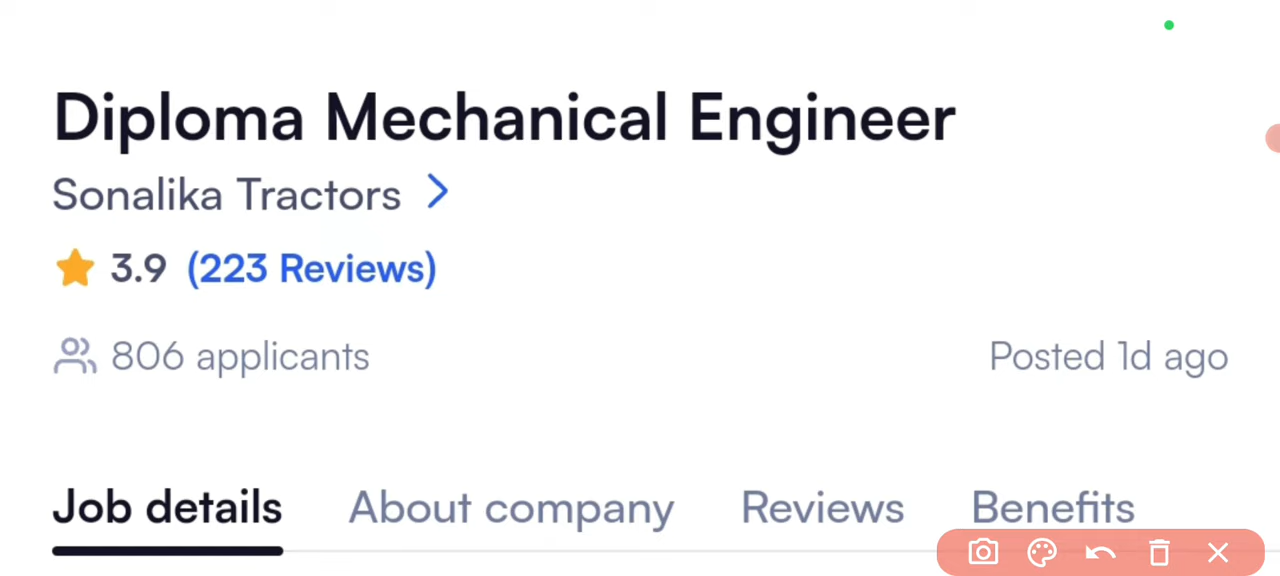 Diploma Mechanical Engineer
Sonalika Tractors
3.9 (223 Reviews)
806 applicants Posted 1d ago
Job details About company Reviews Benefits